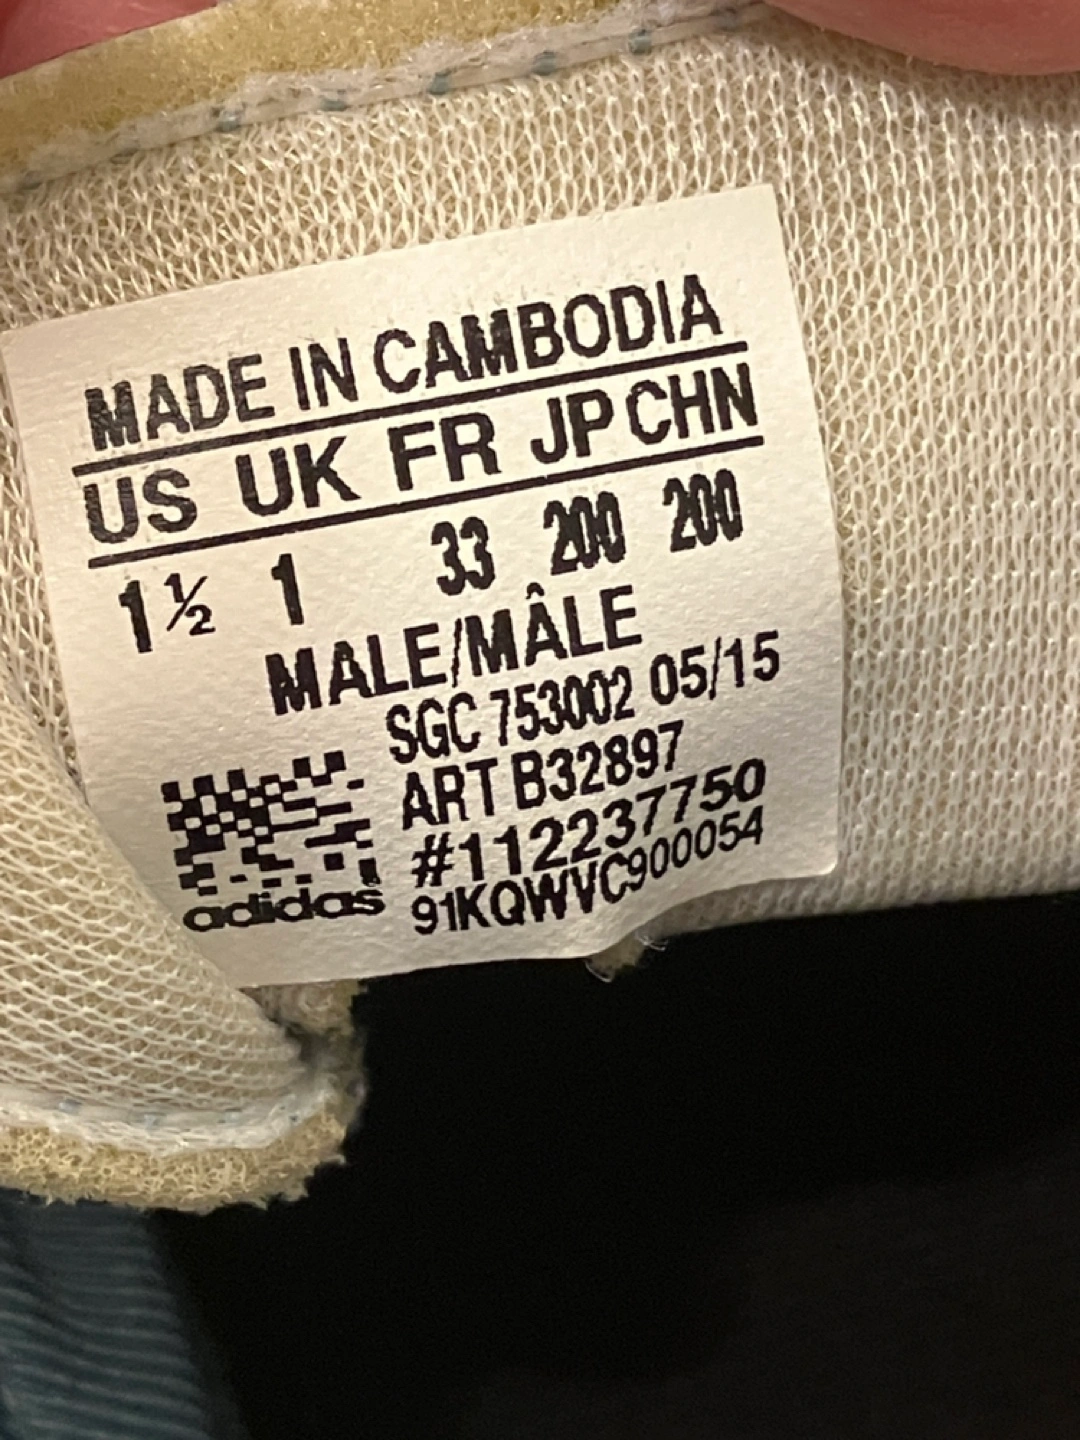 MADE IN CAMBODIA
US UK FR JP CHN
1½ 1 33 200 200
MALE/MÂLE
SGC 753002 05/15
ART B32897
#112237750
adidas 91KQWVC900054